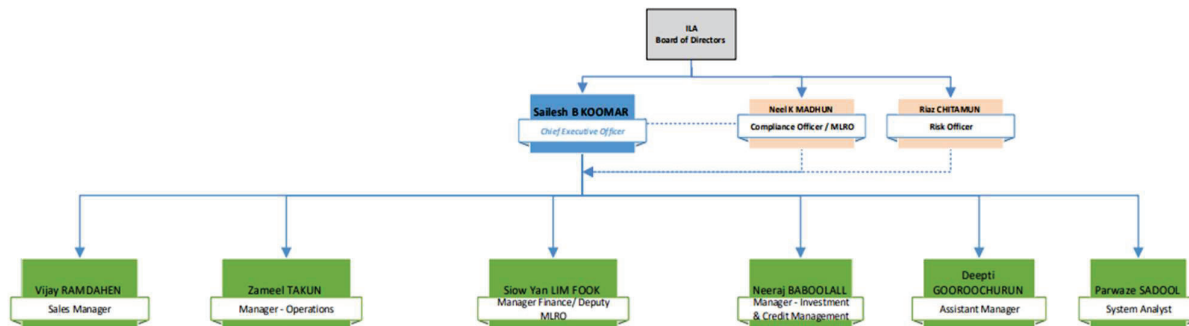 ILA
Board of Directors
Sailesh B KOOMAR
Chief Executive Officer
Neel K MADHUN
Compliance Officer / MLRO
Riaz CHITAMUN
Risk Officer
Vijay RAMDAHEN
Sales Manager
Zameel TAKUN
Manager - Operations
Siow Yan LIM FOOK
Manager Finance/ Deputy
MLRO
Neeraj BABOOLALL
Manager - Investment
& Credit Management
Deepti
GOOROOCHURUN
Assistant Manager
Parwaze SADOOL
System Analyst